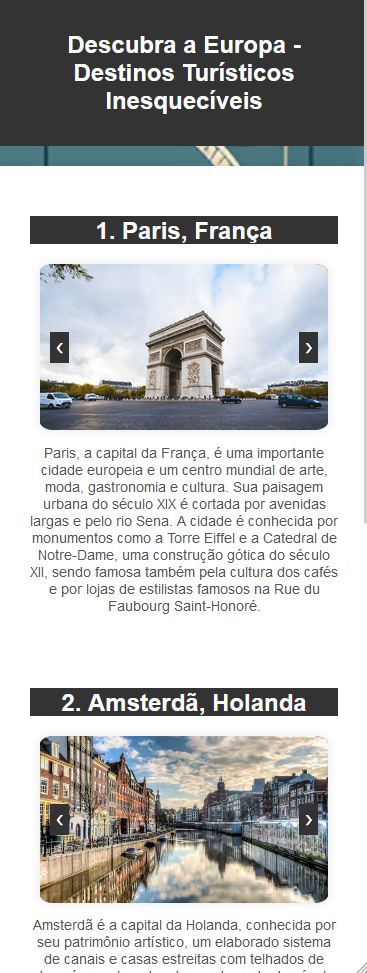 Descubra a Europa -
Destinos Turísticos
Inesquecíveis
1. Paris, França
❮
❯
Paris, a capital da França, é uma importante
cidade europeia e um centro mundial de arte,
moda, gastronomia e cultura. Sua paisagem
urbana do século XIX é cortada por avenidas
largas e pelo rio Sena. A cidade é conhecida por
monumentos como a Torre Eiffel e a Catedral de
Notre-Dame, uma construção gótica do século
XII, sendo famosa também pela cultura dos cafés
e por lojas de estilistas famosos na Rue du
Faubourg Saint-Honoré.
2. Amsterdã, Holanda
❮
❯
Amsterdã é a capital da Holanda, conhecida por
seu patrimônio artístico, um elaborado sistema
de canais e casas estreitas com telhados de